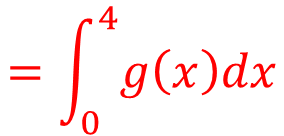 = ∫₀⁴ g(x)dx